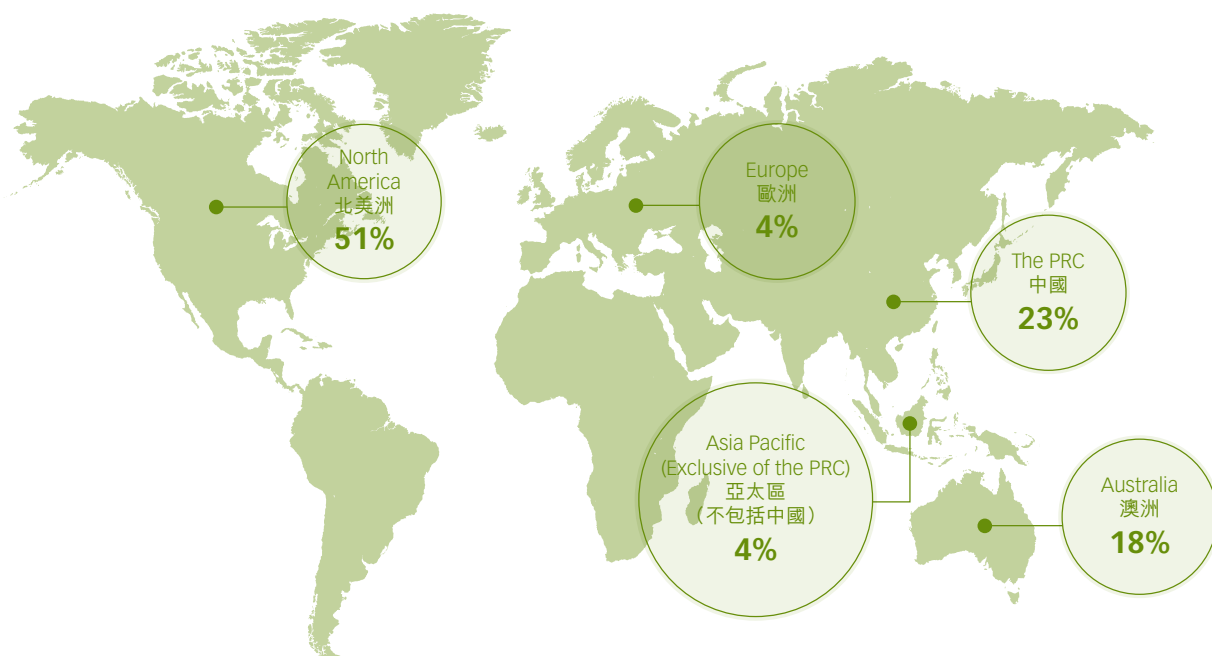 North
America
北美洲
51%
Europe
歐洲
4%
The PRC
中國
23%
Asia Pacific
(Exclusive of the PRC)
亞太區
（不包括中國）
4%
Australia
澳洲
18%